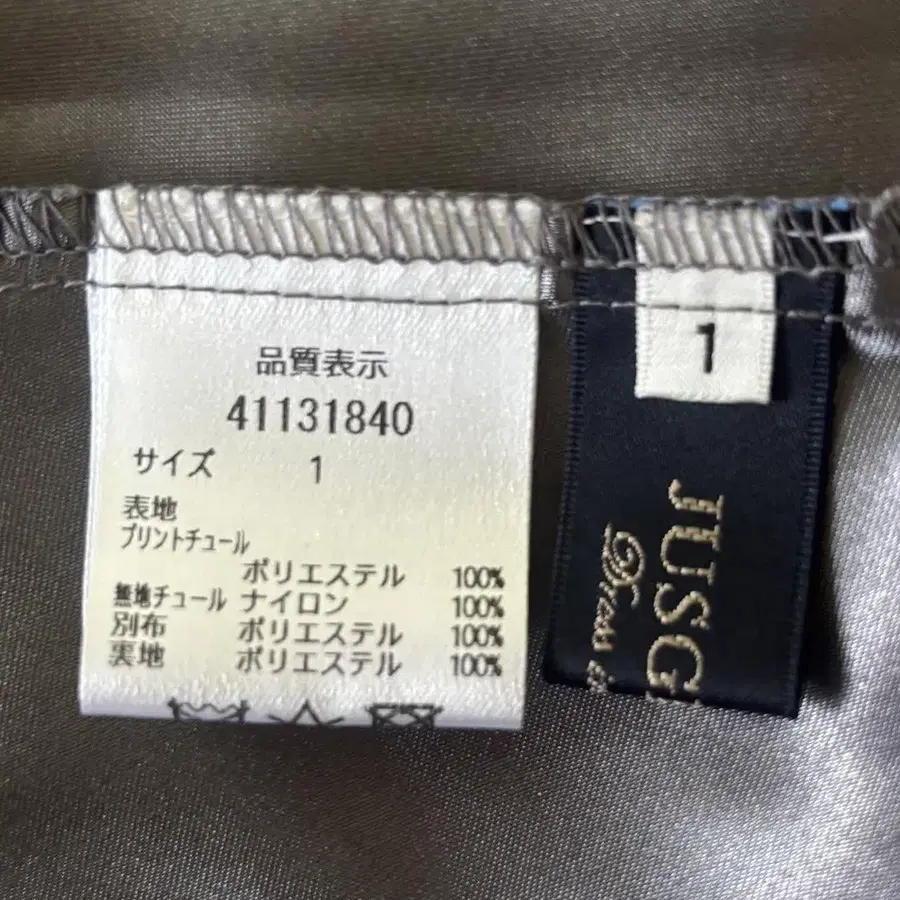 品質表示
41131840
サイズ 1
表地
プリントチュール
ポリエステル 100%
無地チュール ナイロン 100%
別布 ポリエステル 100%
裏地 ポリエステル 100%
1
JUSG
Dress